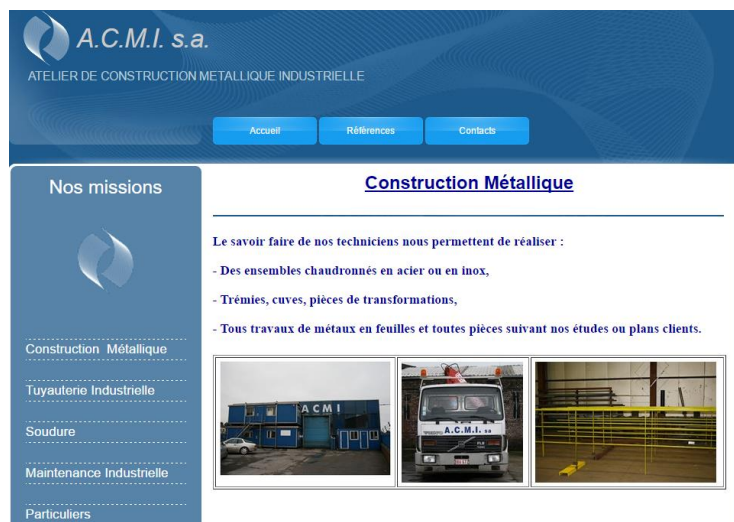 A.C.M.I. s.a.
ATELIER DE CONSTRUCTION METALLIQUE INDUSTRIELLE
Accueil
Références
Contacts
Nos missions
Construction Métallique
Tuyauterie Industrielle
Soudure
Maintenance Industrielle
Particuliers
Construction Métallique
Le savoir faire de nos techniciens nous permettent de réaliser :
- Des ensembles chaudronnés en acier ou en inox,
- Trémies, cuves, pièces de transformations,
- Tous travaux de métaux en feuilles et toutes pièces suivant nos études ou plans clients.
ACMI
A.C.M.I. sa